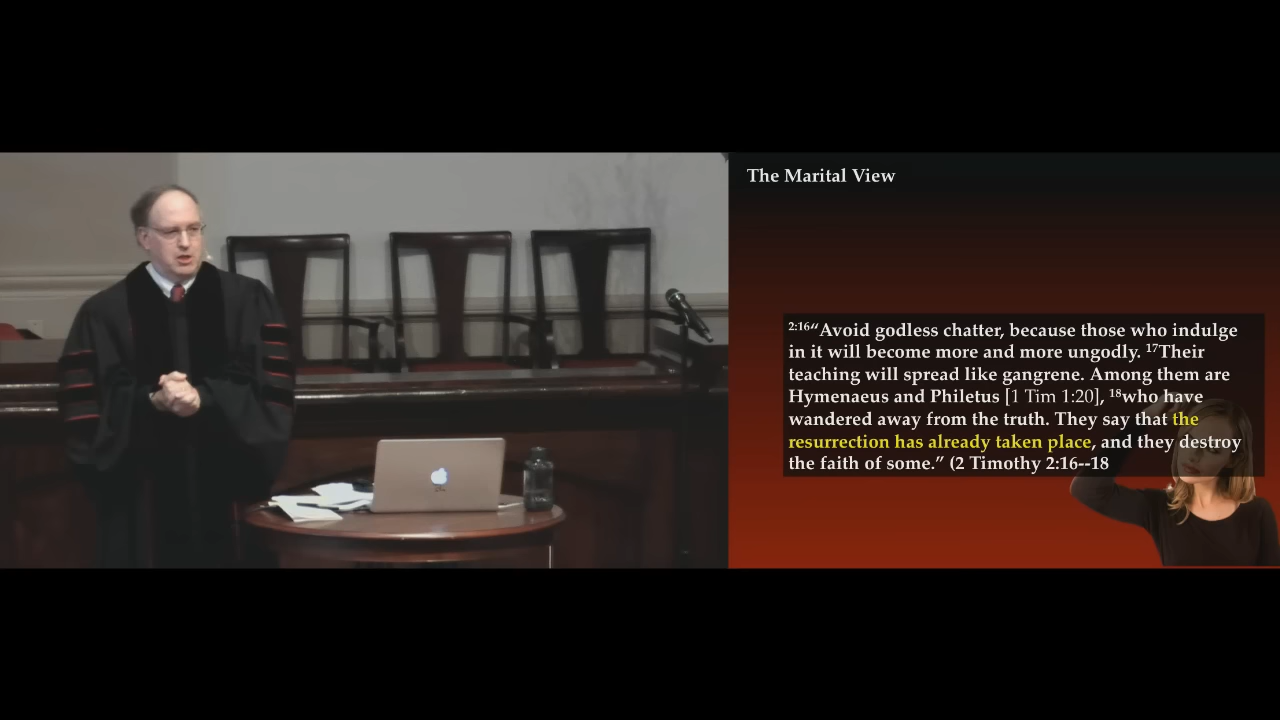 The Marital View
2:16“Avoid godless chatter, because those who indulge
in it will become more and more ungodly. 17Their
teaching will spread like gangrene. Among them are
Hymenaeus and Philetus [1 Tim 1:20], 18who have
wandered away from the truth. They say that the
resurrection has already taken place, and they destroy
the faith of some.” (2 Timothy 2:16--18